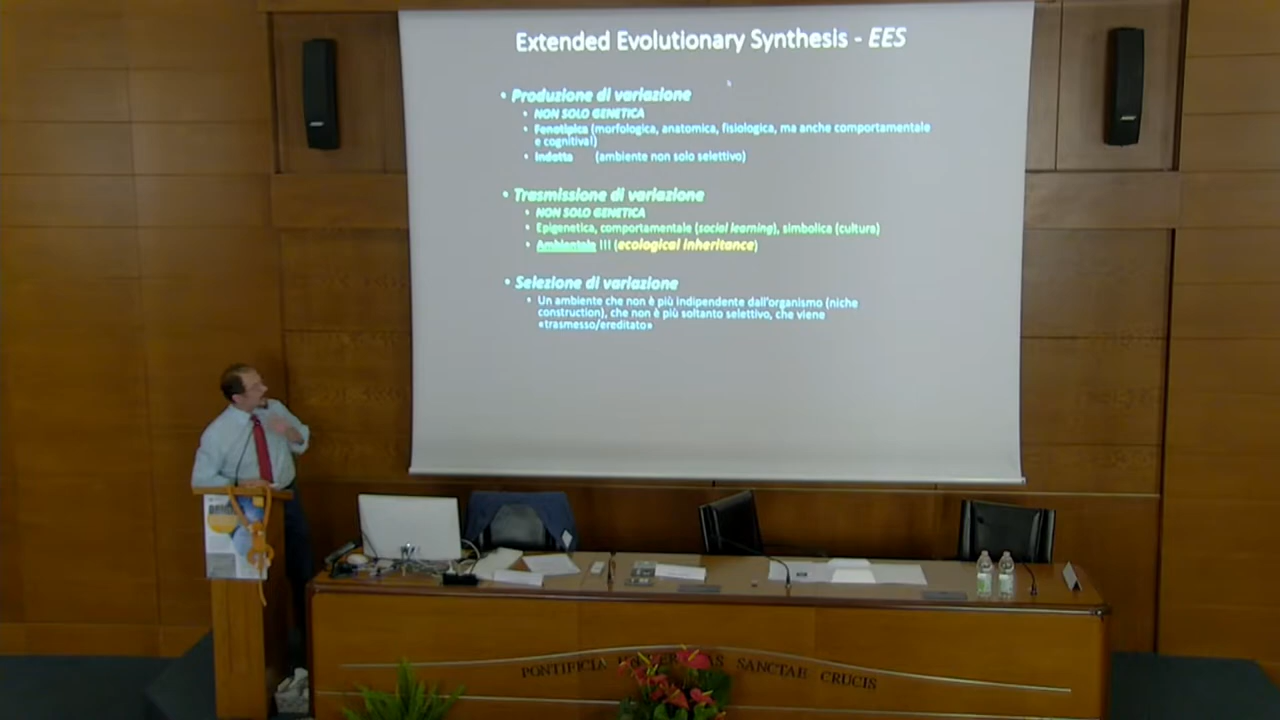 Extended Evolutionary Synthesis - EES
• Produzione di variazione
• NON SOLO GENETICA
• Fenotipica (morfologica, anatomica, fisiologica, ma anche comportamentale
e cognitiva!)
• Indotta (ambiente non solo selettivo)
• Trasmissione di variazione
• NON SOLO GENETICA
• Epigenetica, comportamentale (social learning), simbolica (cultura)
• Ambientale !!! (ecological inheritance)
• Selezione di variazione
• Un ambiente che non è più indipendente dall'organismo (niche
construction), che non è più soltanto selettivo, che viene
«trasmesso/ereditato»
PONTIFICIA SANCTAE CRUCIS